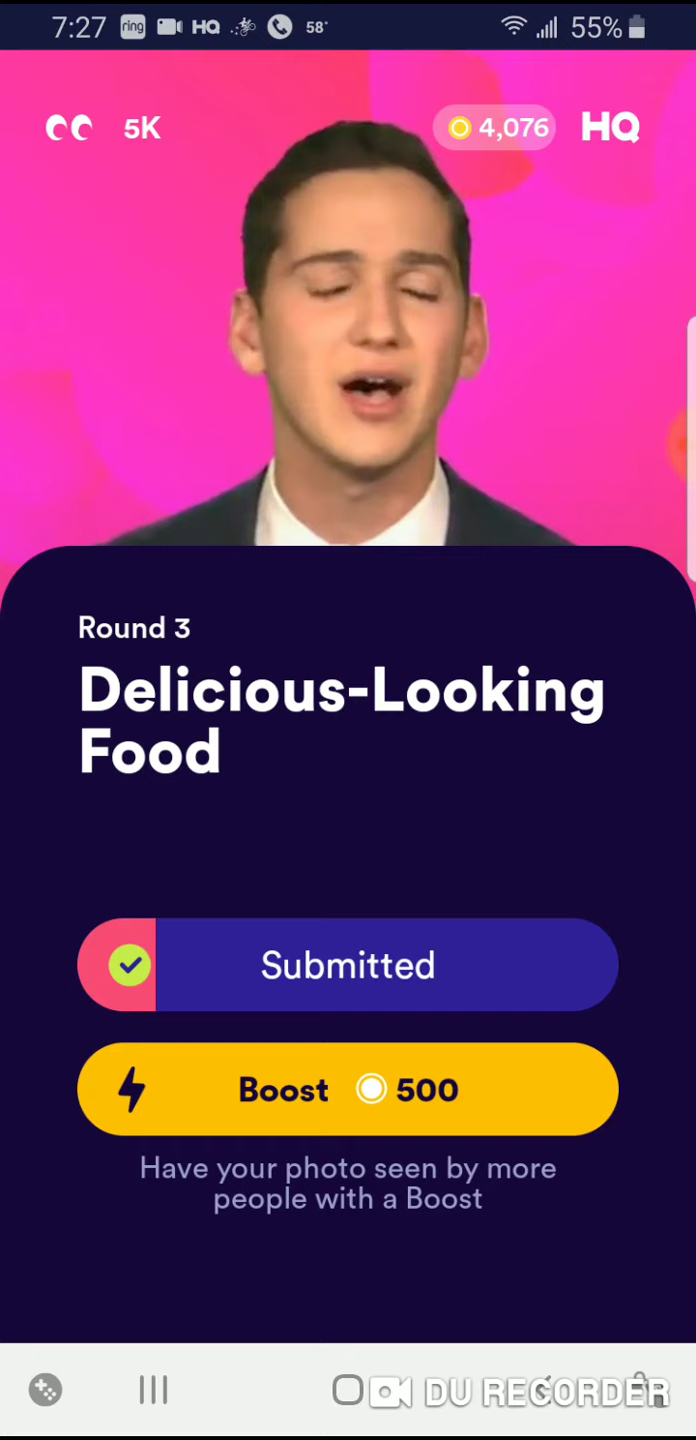 7:27 ring HQ 58° 55%
5K 4,076 HQ
Round 3
Delicious-Looking
Food
Submitted
Boost 500
Have your photo seen by more
people with a Boost
DU RECORDER